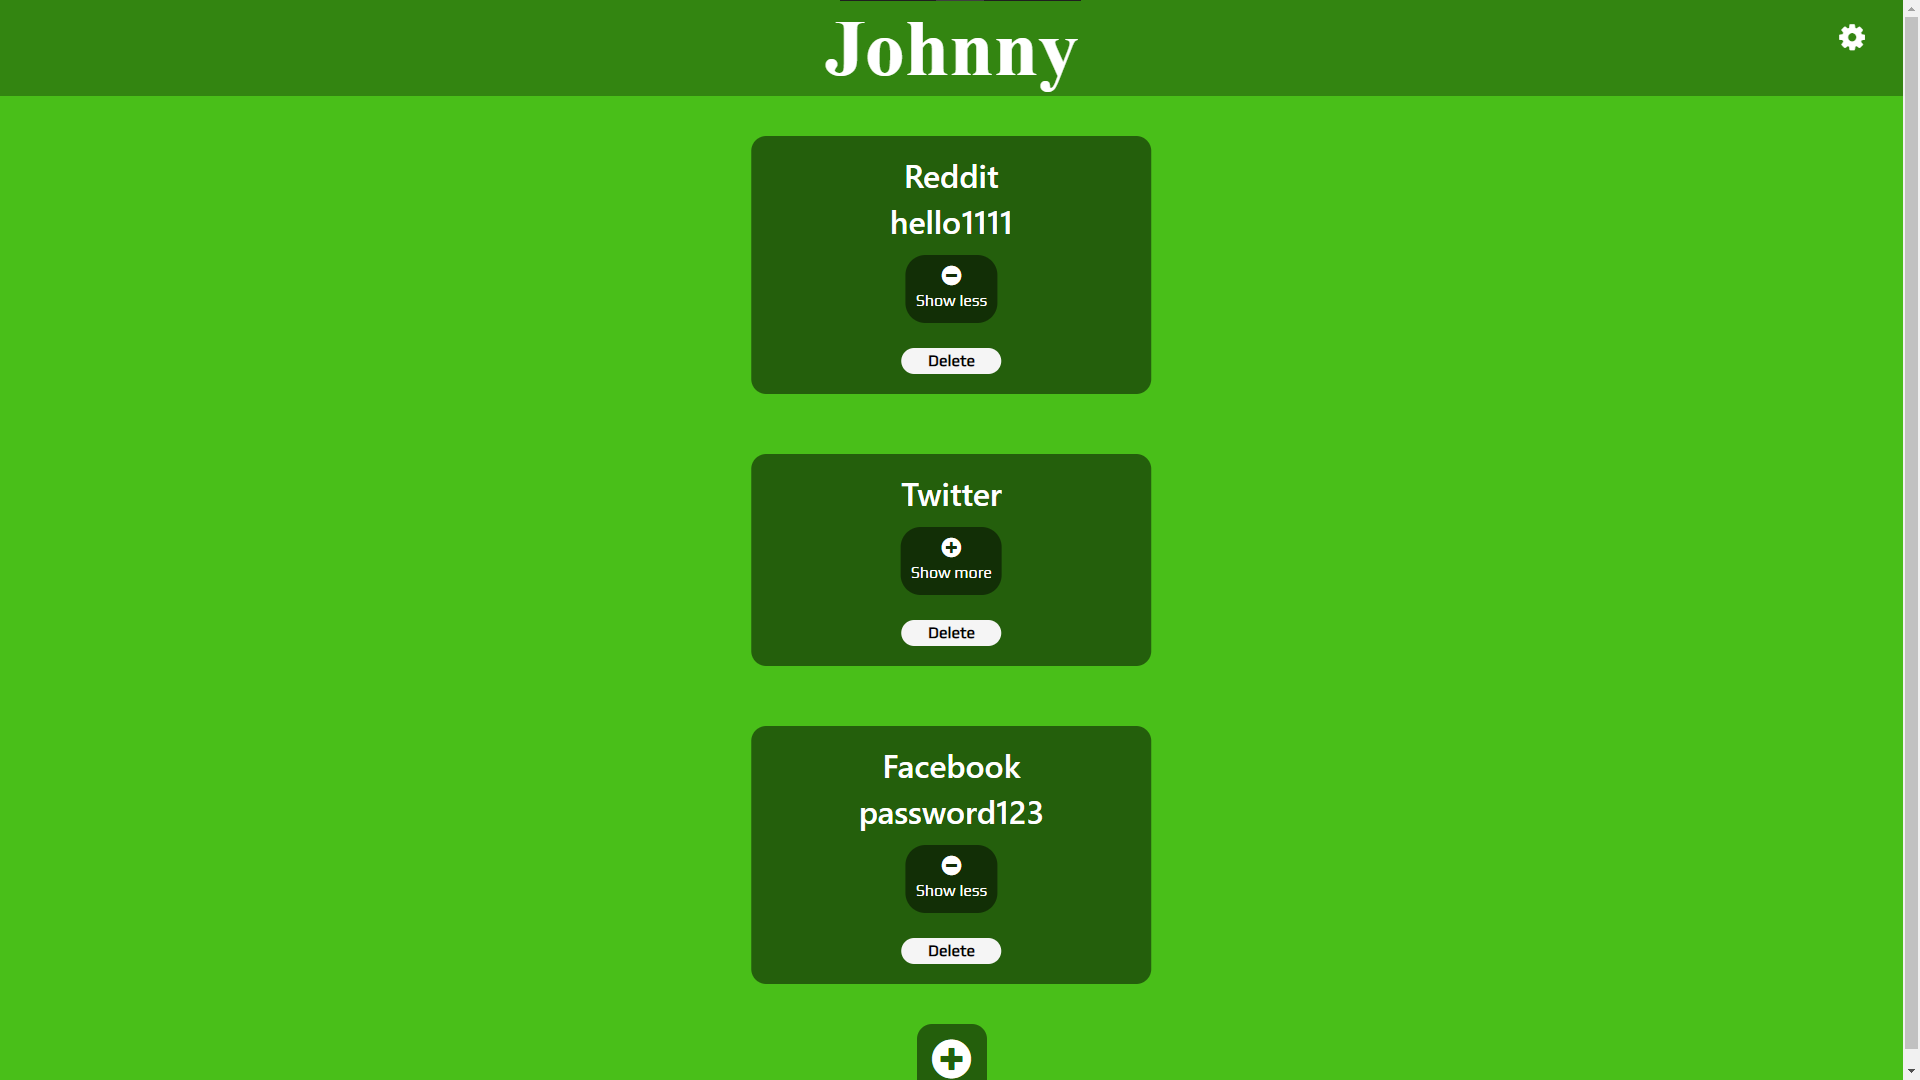 Johnny
Reddit
hello1111
Show less
Delete
Twitter
Show more
Delete
Facebook
password123
Show less
Delete